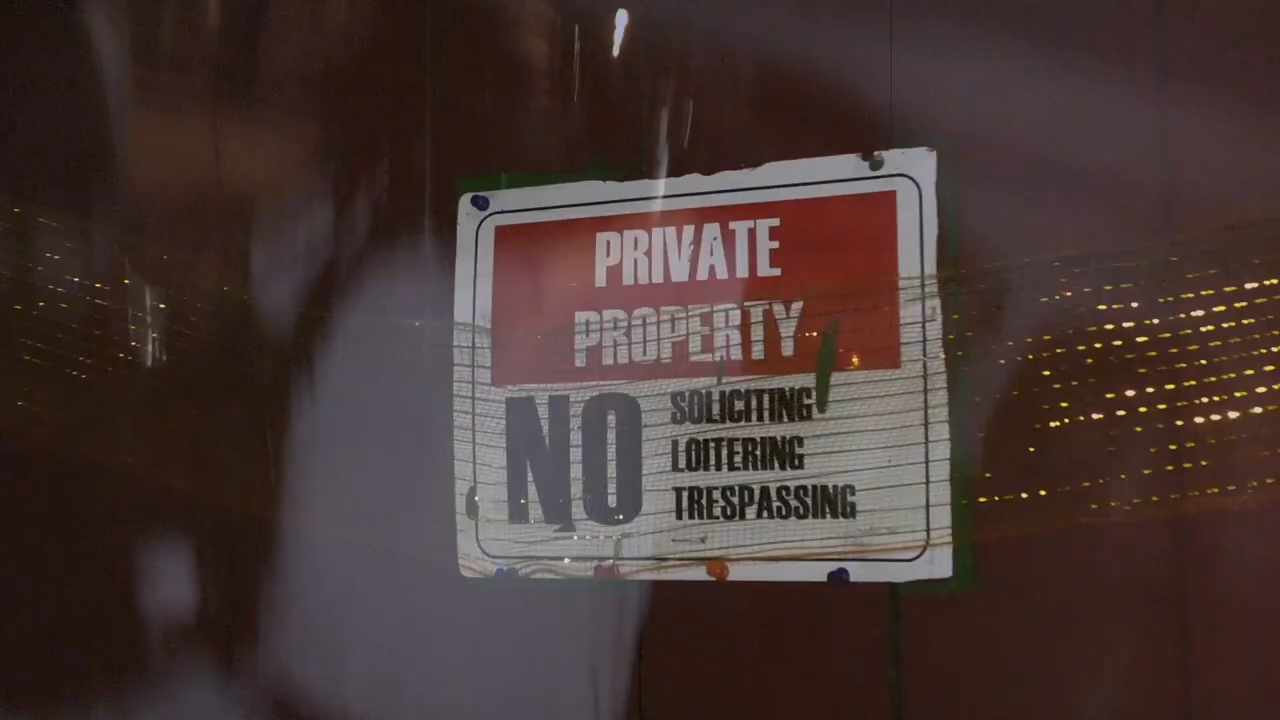 PRIVATE
PROPERTY
NO
SOLICITING
LOITERING
TRESPASSING